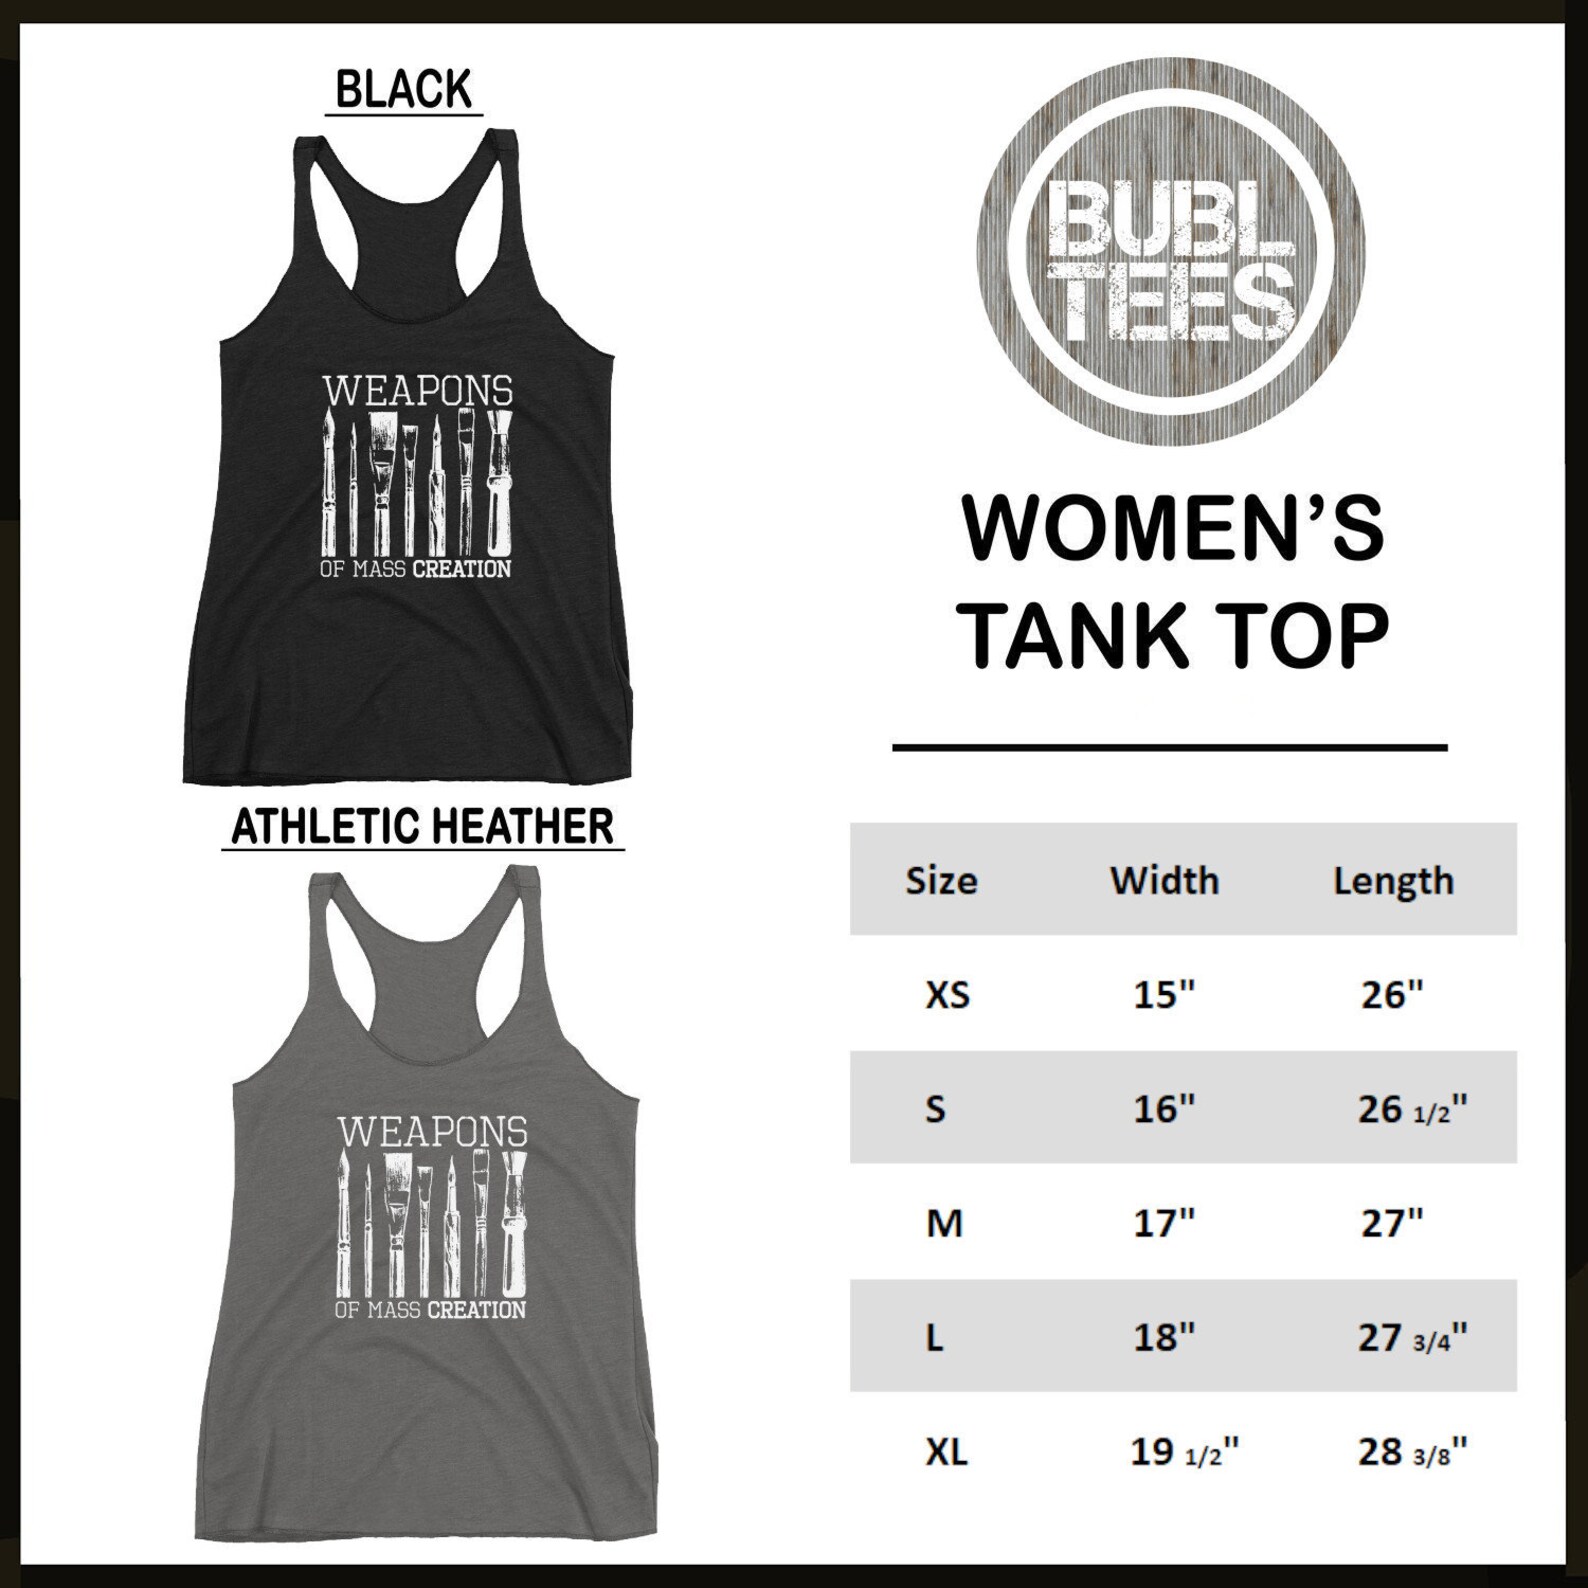 BLACK
WEAPONS
OF MASS CREATION
ATHLETIC HEATHER
WEAPONS
OF MASS CREATION
BUBL
TEES
WOMEN’S
TANK TOP
Size Width Length
XS 15" 26"
S 16" 26 1/2"
M 17" 27"
L 18" 27 3/4"
XL 19 1/2" 28 3/8"